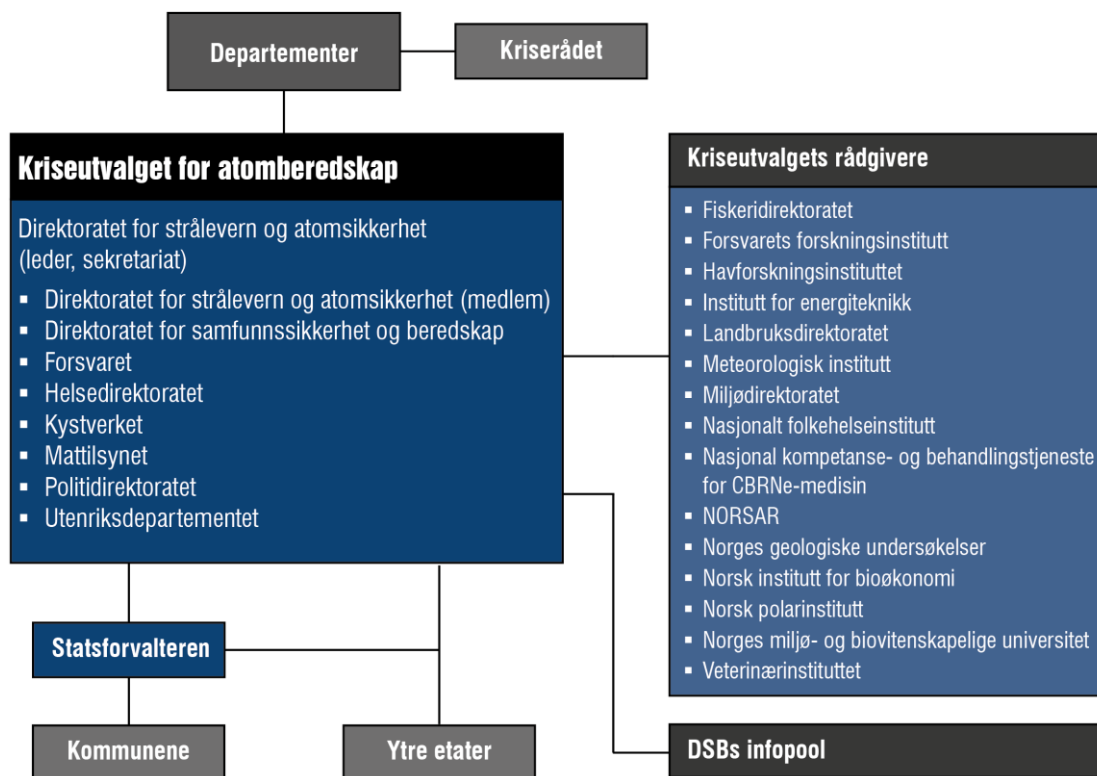 Departementer
Kriserådet
Kriseutvalget for atomberedskap
Direktoratet for strålevern og atomsikkerhet
(leder, sekretariat)
▪ Direktoratet for strålevern og atomsikkerhet (medlem)
▪ Direktoratet for samfunnssikkerhet og beredskap
▪ Forsvaret
▪ Helsedirektoratet
▪ Kystverket
▪ Mattilsynet
▪ Politidirektoratet
▪ Utenriksdepartementet
Kriseutvalgets rådgivere
▪ Fiskeridirektoratet
▪ Forsvarets forskningsinstitutt
▪ Havforskningsinstituttet
▪ Institutt for energiteknikk
▪ Landbruksdirektoratet
▪ Meteorologisk institutt
▪ Miljødirektoratet
▪ Nasjonalt folkehelseinstitutt
▪ Nasjonal kompetanse- og behandlingstjeneste
for CBRNe-medisin
▪ NORSAR
▪ Norges geologiske undersøkelser
▪ Norsk institutt for bioøkonomi
▪ Norsk polarinstitutt
▪ Norges miljø- og biovitenskapelige universitet
▪ Veterinærinstituttet
Statsforvalteren
Kommunene
Ytre etater
DSBs infopool